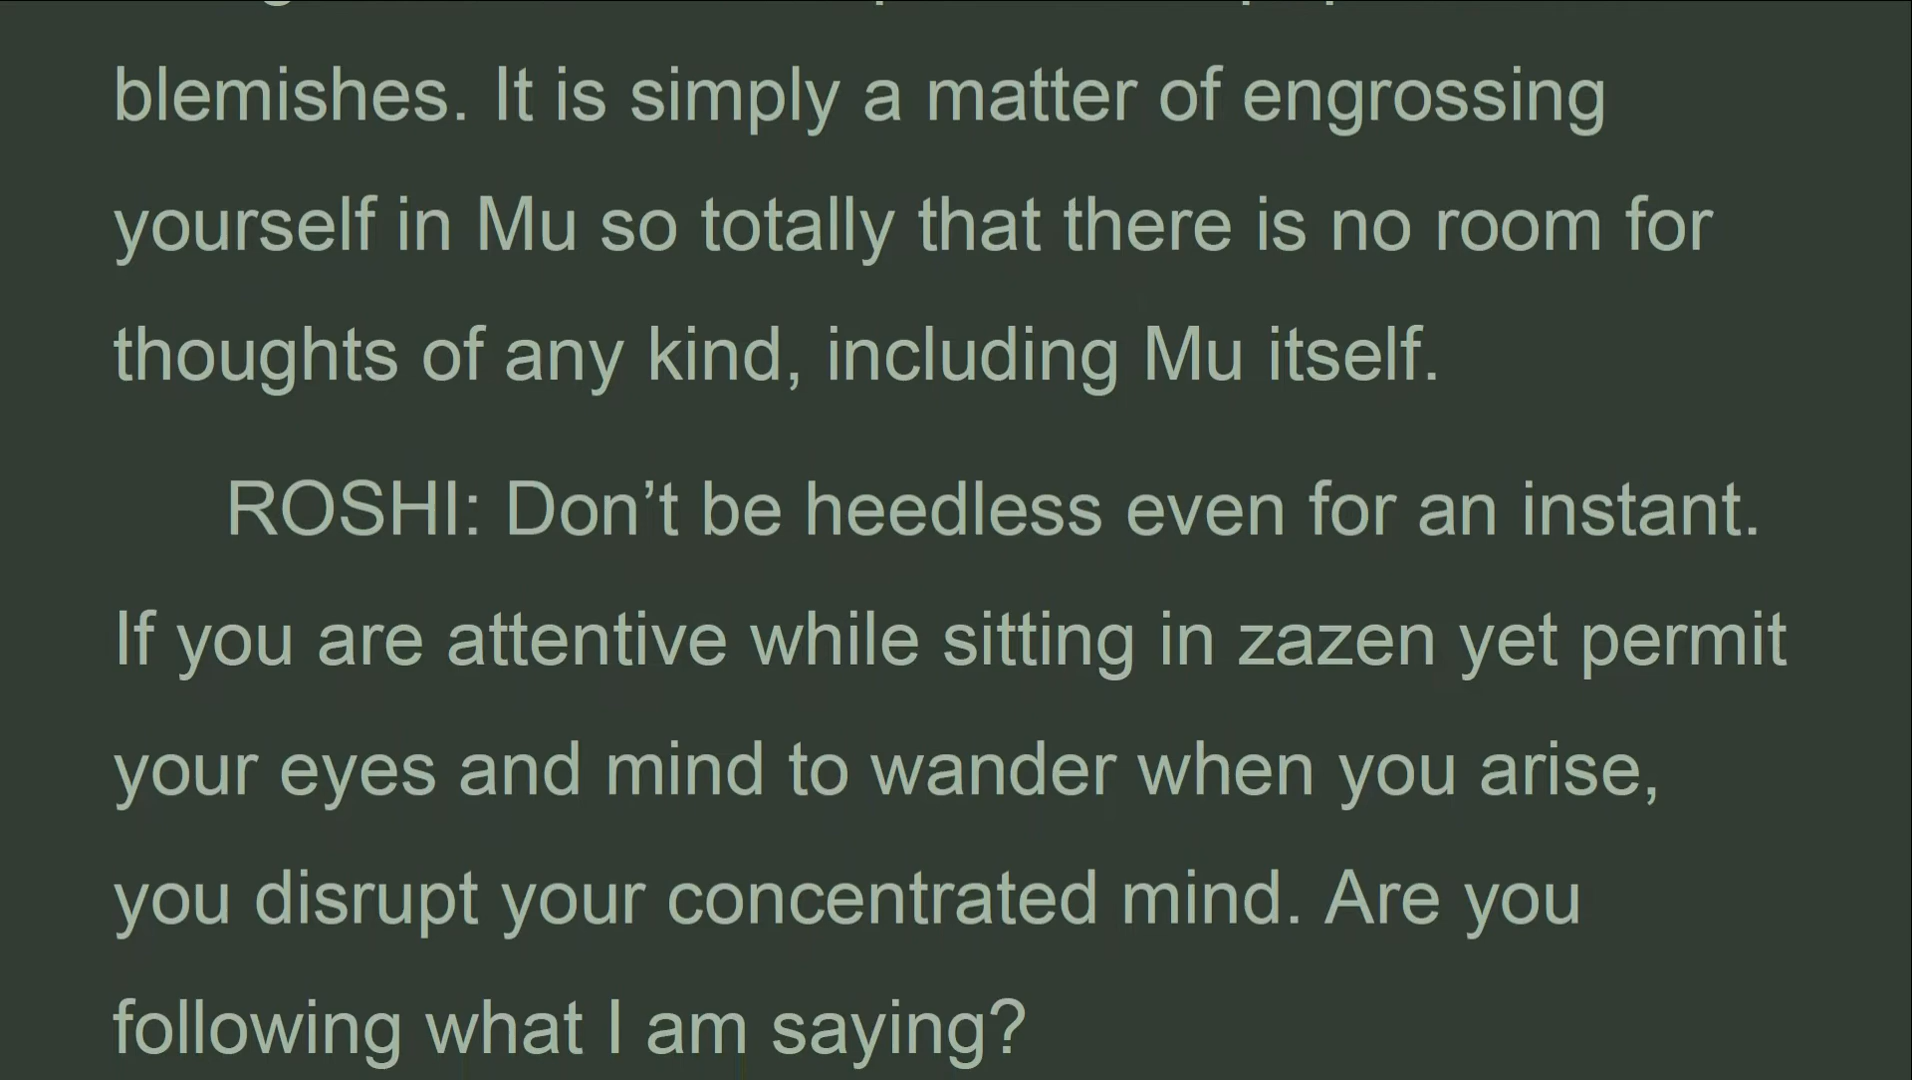 blemishes. It is simply a matter of engrossing
yourself in Mu so totally that there is no room for
thoughts of any kind, including Mu itself.
ROSHI: Don’t be heedless even for an instant.
If you are attentive while sitting in zazen yet permit
your eyes and mind to wander when you arise,
you disrupt your concentrated mind. Are you
following what I am saying?